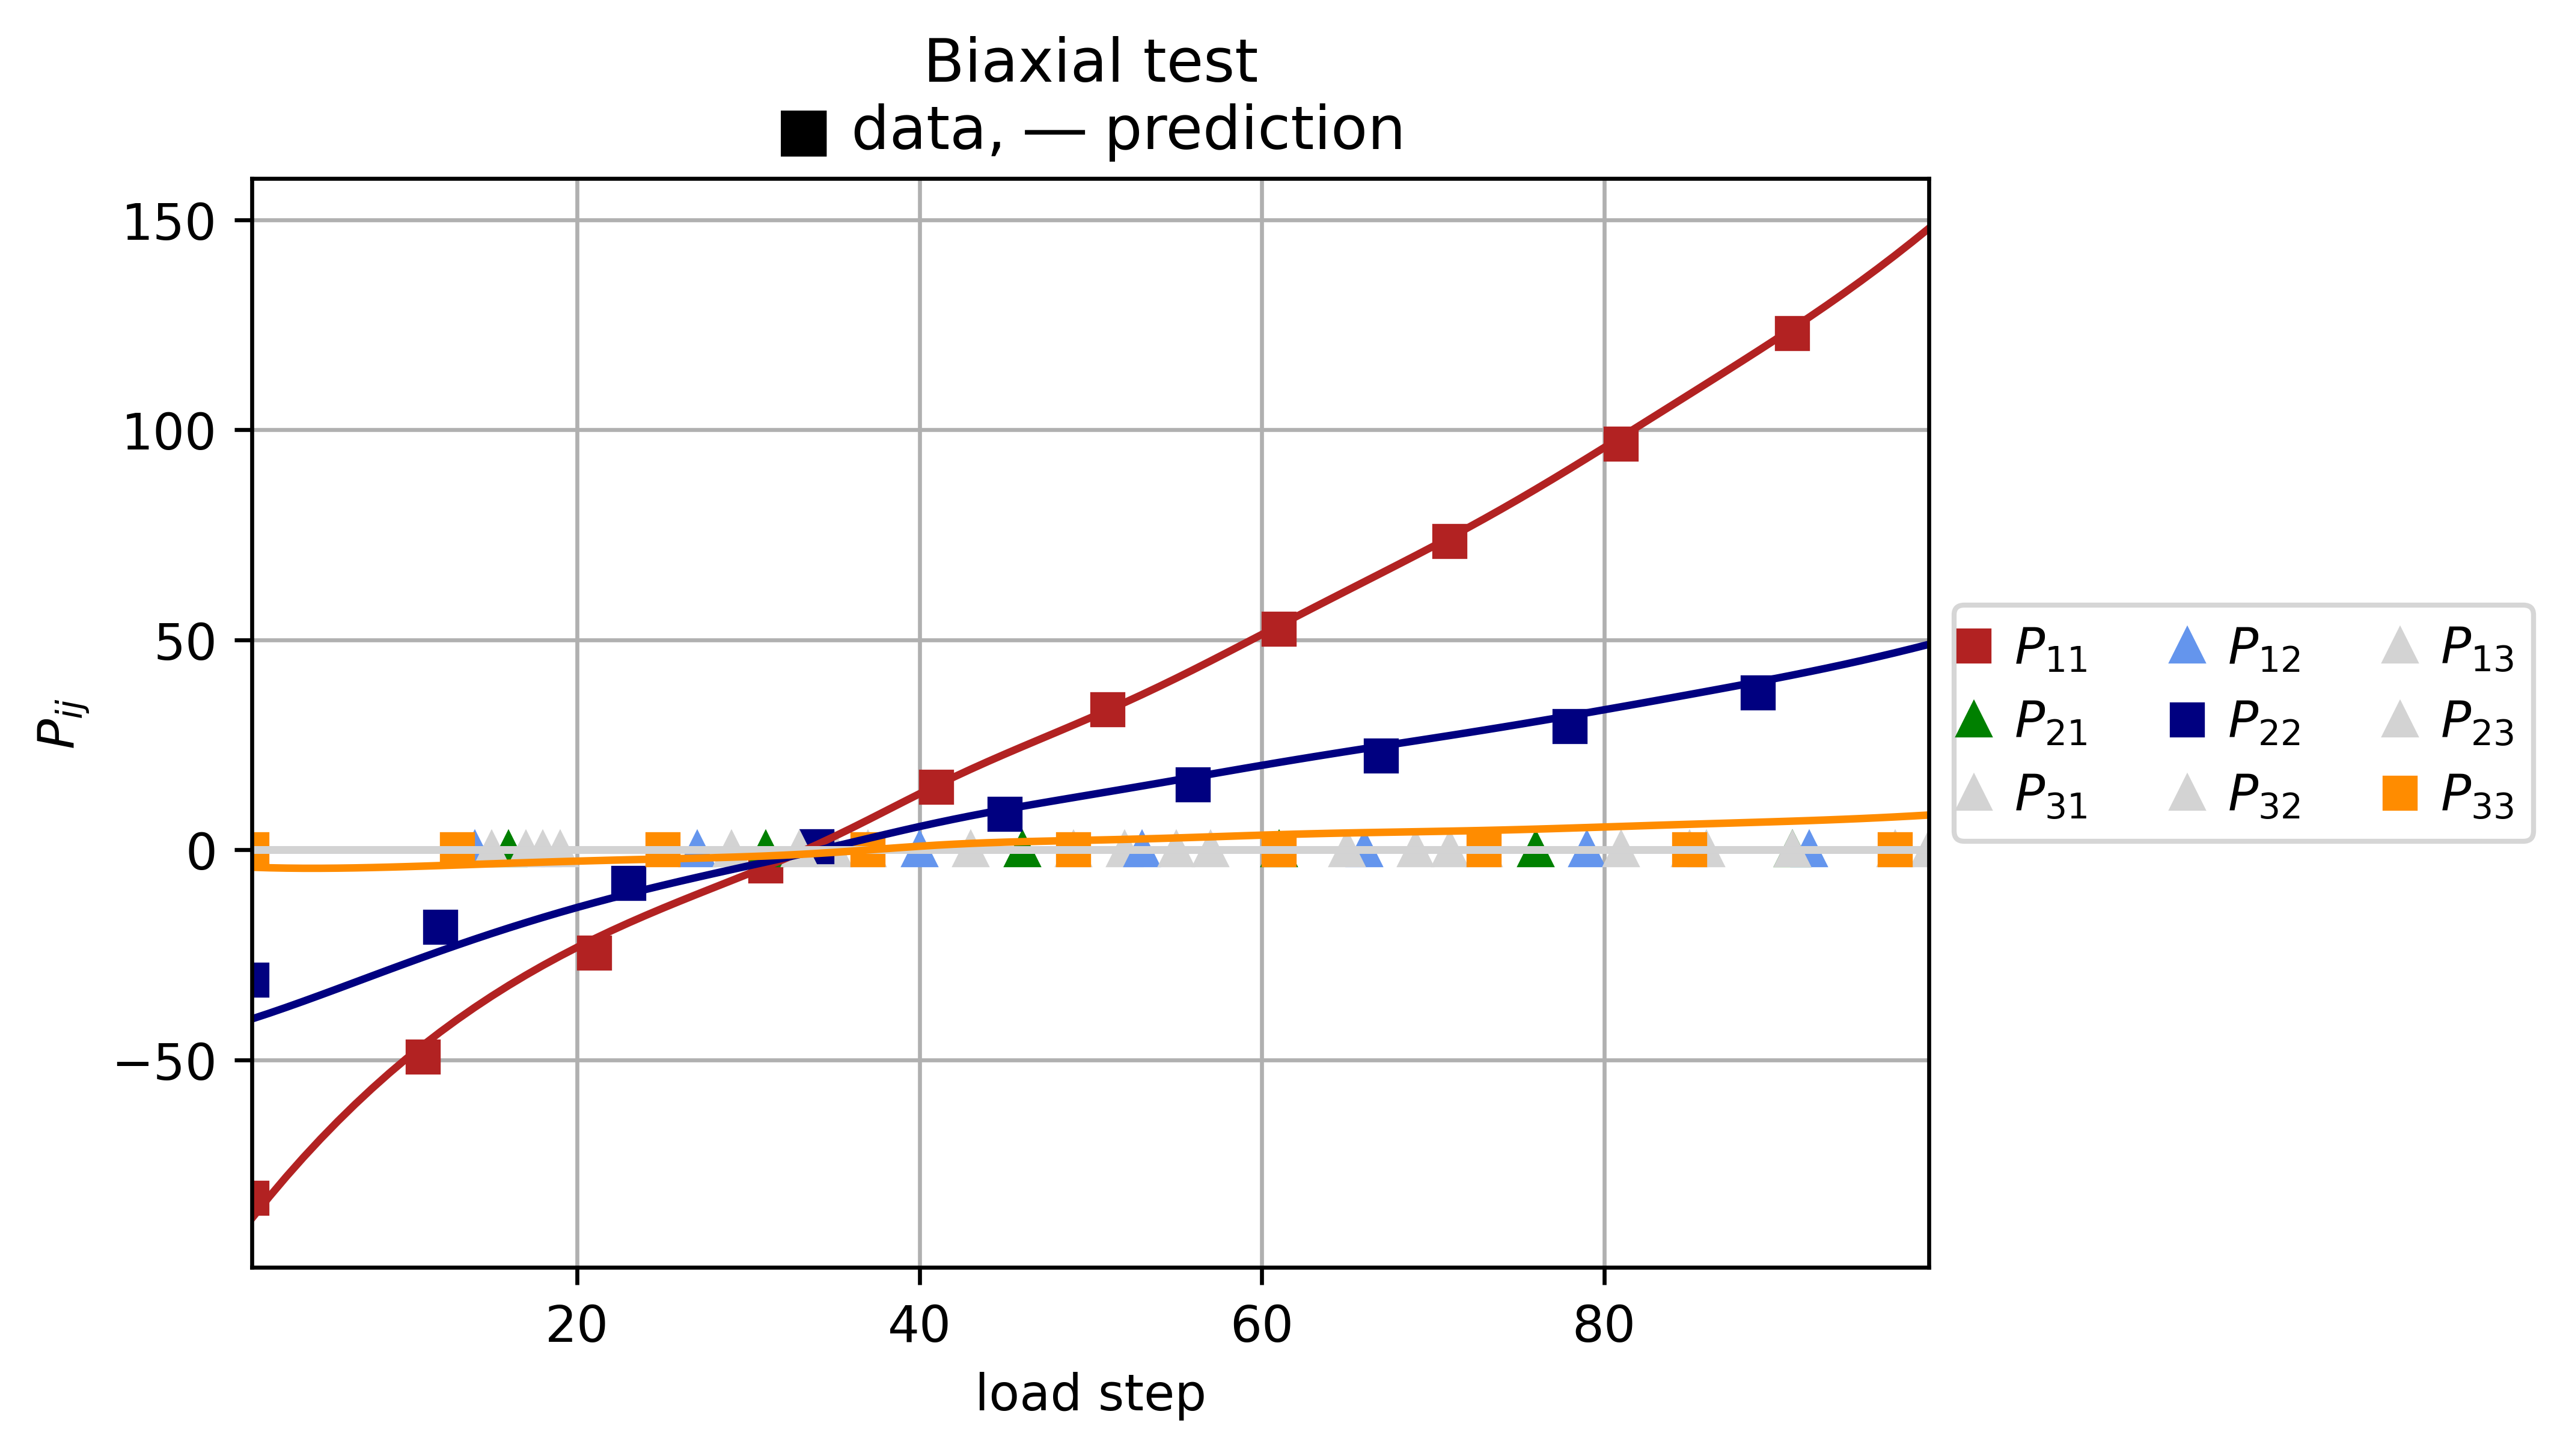 Biaxial test
■ data, — prediction
150
100
50
0
−50
P_ij
20 40 60 80
load step
P_11 P_12 P_13
P_21 P_22 P_23
P_31 P_32 P_33